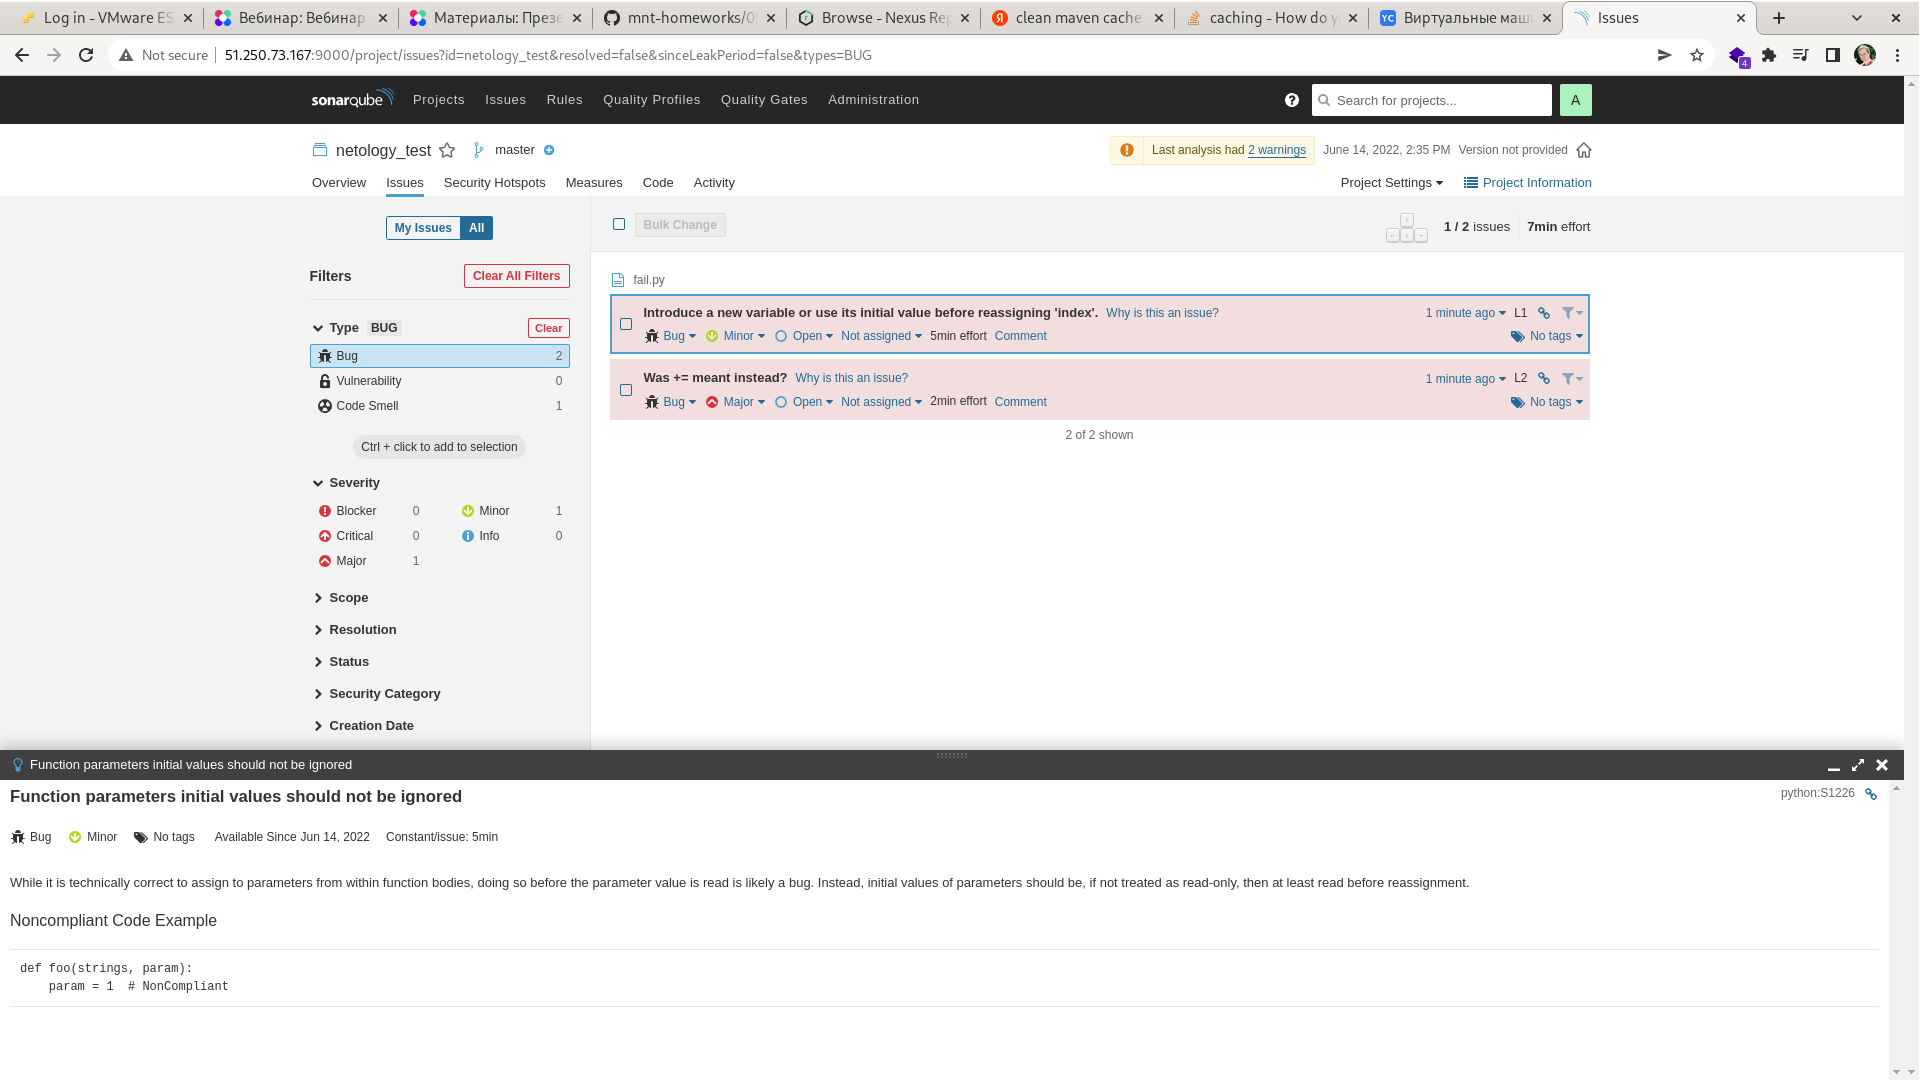 Log in - VMware ES
Вебинар: Вебинар
Материалы: Презе
mnt-homeworks/0
Browse - Nexus Rep
clean maven cache
caching - How do y
Виртуальные маши
Issues
Not secure
51.250.73.167:9000/project/issues?id=netology_test&resolved=false&sinceLeakPeriod=false&types=BUG
4
sonarqube Projects Issues Rules Quality Profiles Quality Gates Administration
Search for projects...
A
netology_test master
Last analysis had 2 warnings June 14, 2022, 2:35 PM Version not provided
Overview Issues Security Hotspots Measures Code Activity
Project Settings Project Information
My Issues All
Bulk Change
1 / 2 issues 7min effort
Filters Clear All Filters
Type BUG Clear
Bug 2
Vulnerability 0
Code Smell 1
Ctrl + click to add to selection
Severity
Blocker 0 Minor 1
Critical 0 Info 0
Major 1
Scope
Resolution
Status
Security Category
Creation Date
fail.py
Introduce a new variable or use its initial value before reassigning 'index'. Why is this an issue? 1 minute ago L1
Bug Minor Open Not assigned 5min effort Comment No tags
Was += meant instead? Why is this an issue? 1 minute ago L2
Bug Major Open Not assigned 2min effort Comment No tags
2 of 2 shown
Function parameters initial values should not be ignored
Function parameters initial values should not be ignored python:S1226
Bug Minor No tags Available Since Jun 14, 2022 Constant/issue: 5min
While it is technically correct to assign to parameters from within function bodies, doing so before the parameter value is read is likely a bug. Instead, initial values of parameters should be, if not treated as read-only, then at least read before reassignment.
Noncompliant Code Example
def foo(strings, param):
    param = 1  # NonCompliant